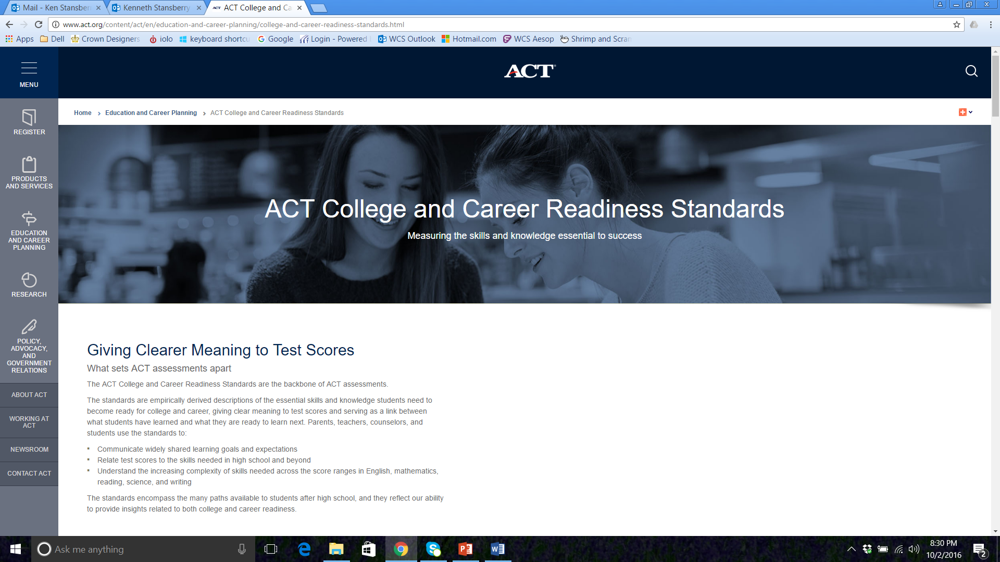 Mail - Ken Stansber
Kenneth Stansberry
ACT College and Ca
www.act.org/content/act/en/education-and-career-planning/college-and-career-readiness-standards.html
Apps Dell Crown Designers iolo keyboard shortcu Google Login - Powered WCS Outlook Hotmail.com WCS Aesop Shrimp and Scran
MENU
ACT
REGISTER
PRODUCTS
AND SERVICES
EDUCATION
AND CAREER
PLANNING
RESEARCH
POLICY,
ADVOCACY,
AND
GOVERNMENT
RELATIONS
ABOUT ACT
WORKING AT
ACT
NEWSROOM
CONTACT ACT
Home > Education and Career Planning > ACT College and Career Readiness Standards
ACT College and Career Readiness Standards
Measuring the skills and knowledge essential to success
Giving Clearer Meaning to Test Scores
What sets ACT assessments apart
The ACT College and Career Readiness Standards are the backbone of ACT assessments.
The standards are empirically derived descriptions of the essential skills and knowledge students need to
become ready for college and career, giving clear meaning to test scores and serving as a link between
what students have learned and what they are ready to learn next. Parents, teachers, counselors, and
students use the standards to:
Communicate widely shared learning goals and expectations
Relate test scores to the skills needed in high school and beyond
Understand the increasing complexity of skills needed across the score ranges in English, mathematics,
reading, science, and writing
The standards encompass the many paths available to students after high school, and they reflect our ability
to provide insights related to both college and career readiness.
Ask me anything
8:30 PM
10/2/2016
2